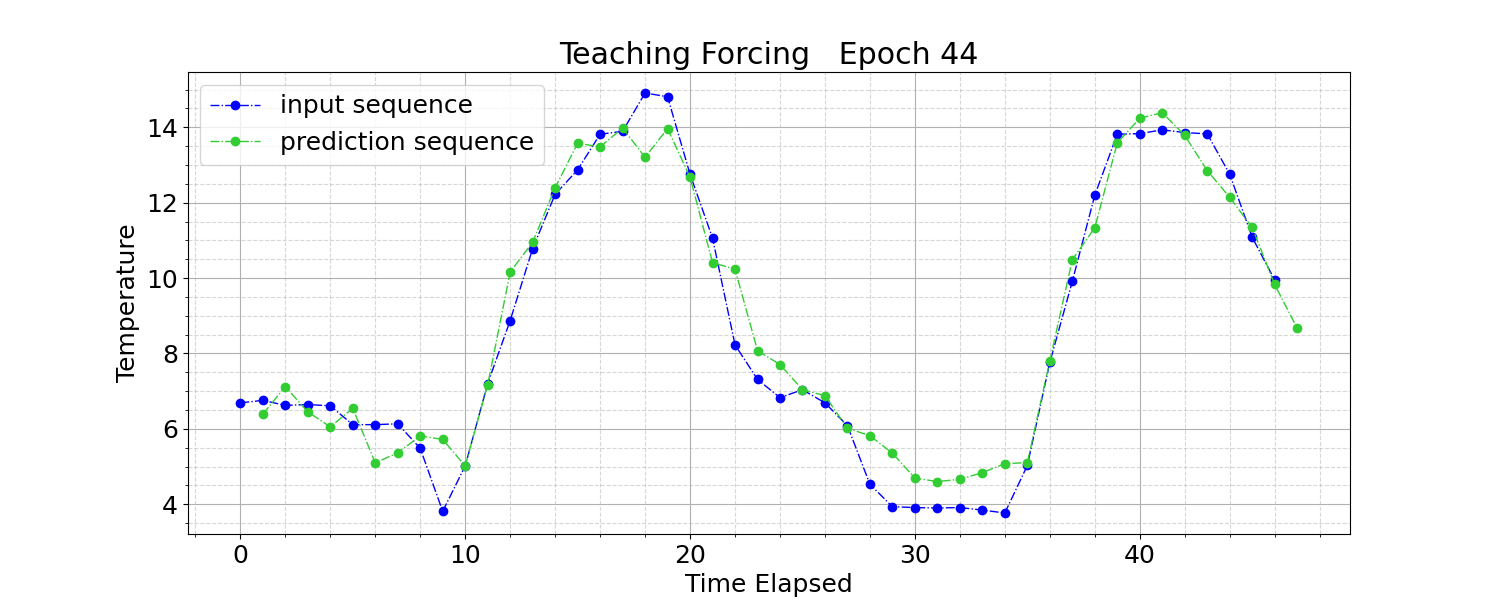 Teaching Forcing   Epoch 44
input sequence
prediction sequence
14
12
10
8
6
4
Temperature
0 10 20 30 40
Time Elapsed